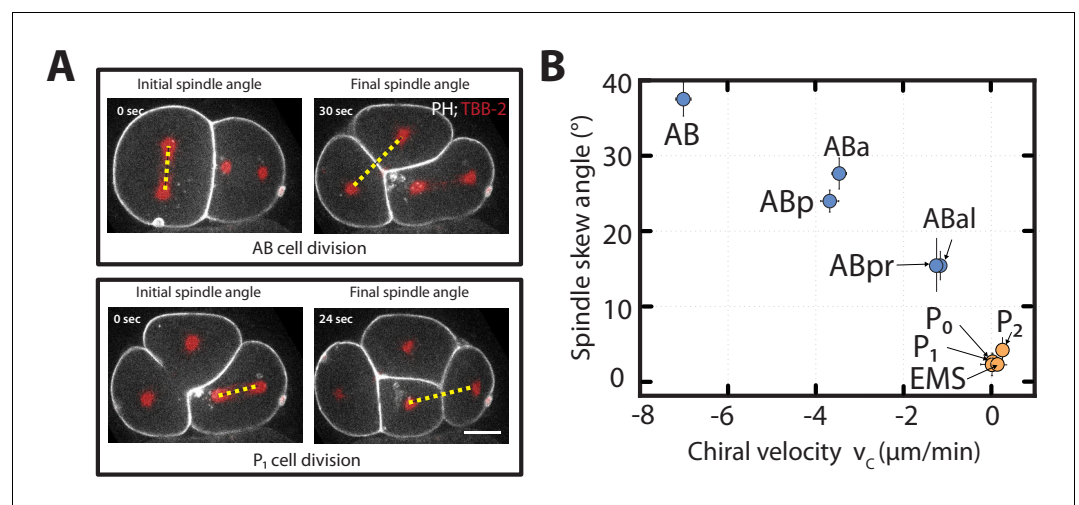 A
Initial spindle angle
Final spindle angle
0 sec
30 sec
PH; TBB-2
AB cell division
Initial spindle angle
Final spindle angle
0 sec
24 sec
P₁ cell division
B
Spindle skew angle (°)
40
30
20
10
0
AB
ABa
ABp
ABal
ABpr
P₀
P₂
P₁
EMS
-8
-6
-4
-2
0
Chiral velocity v_C (μm/min)